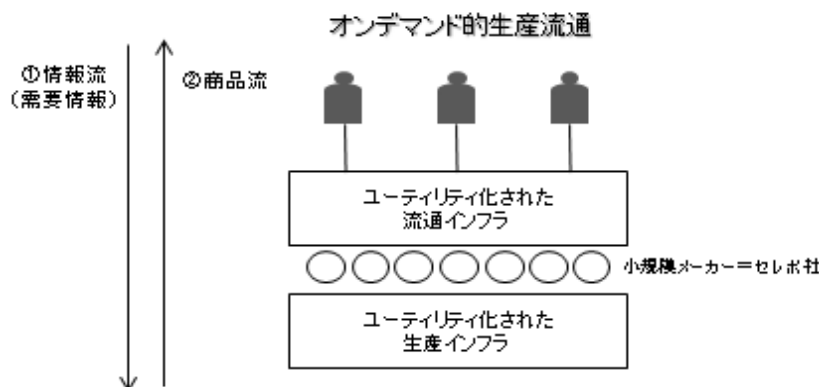 オンデマンド的生産流通
①情報流
（需要情報）
②商品流
ユーティリティ化された
流通インフラ
小規模メーカー＝セレボ社
ユーティリティ化された
生産インフラ